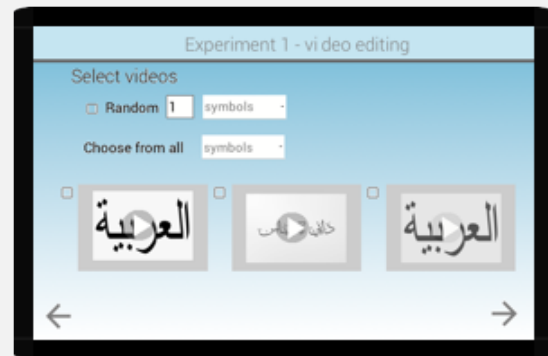 Experiment 1 - vi deo editing
Select videos
Random 1 symbols
Choose from all symbols
العربية
العربية